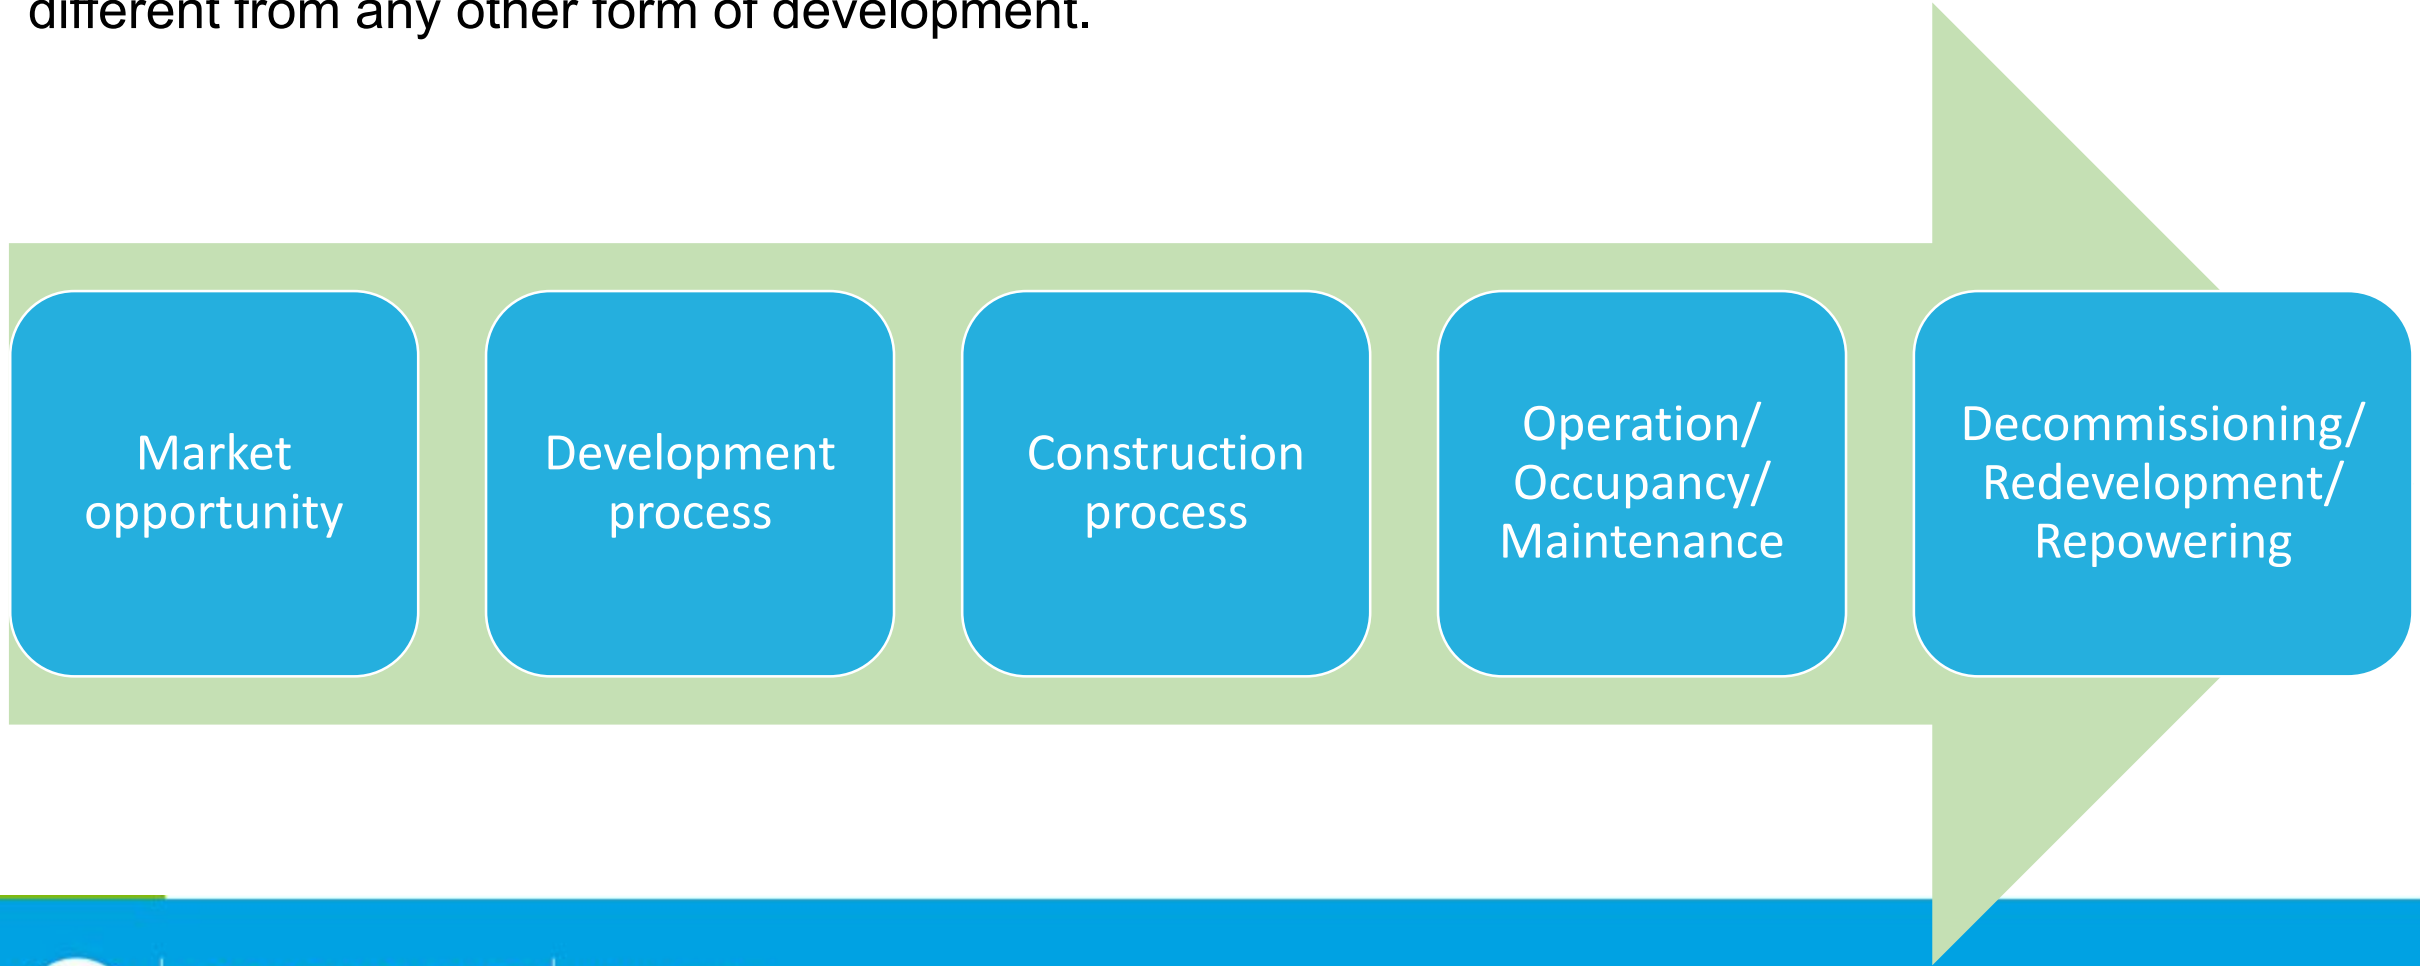 different from any other form of development.
Market
opportunity
Development
process
Construction
process
Operation/
Occupancy/
Maintenance
Decommissioning/
Redevelopment/
Repowering